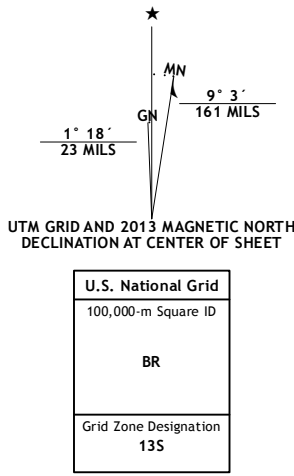 ★
MN
GN
9° 3´
161 MILS
1° 18´
23 MILS
UTM GRID AND 2013 MAGNETIC NORTH
DECLINATION AT CENTER OF SHEET
U.S. National Grid
100,000-m Square ID
BR
Grid Zone Designation
13S